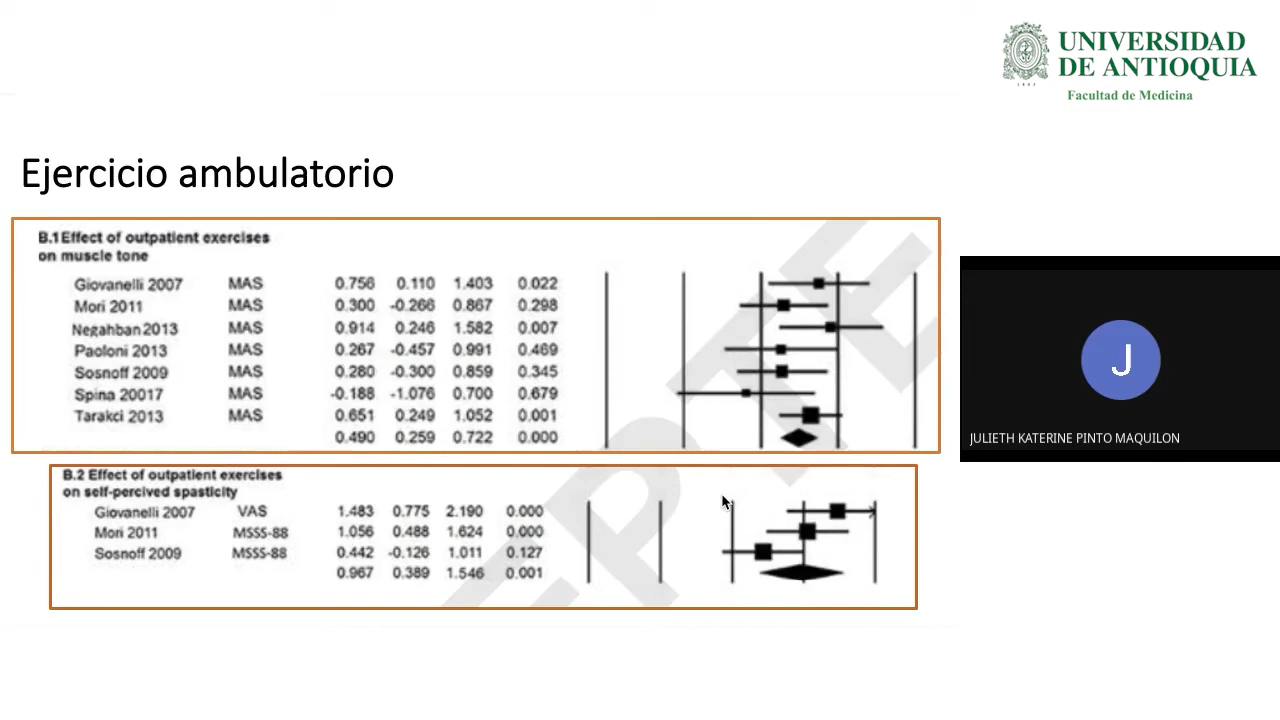 UNIVERSIDAD
DE ANTIOQUIA
1803
Facultad de Medicina
Ejercicio ambulatorio
B.1 Effect of outpatient exercises
on muscle tone
Giovanelli 2007 MAS 0.756 0.110 1.403 0.022
Mori 2011 MAS 0.300 -0.266 0.867 0.298
Negahban 2013 MAS 0.914 0.246 1.582 0.007
Paoloni 2013 MAS 0.267 -0.457 0.991 0.469
Sosnoff 2009 MAS 0.280 -0.300 0.859 0.345
Spina 20017 MAS -0.188 -1.076 0.700 0.679
Tarakci 2013 MAS 0.651 0.249 1.052 0.001
0.490 0.259 0.722 0.000
B.2 Effect of outpatient exercises
on self-percived spasticity
Giovanelli 2007 VAS 1.483 0.775 2.190 0.000
Mori 2011 MSSS-88 1.056 0.488 1.624 0.000
Sosnoff 2009 MSSS-88 0.442 -0.126 1.011 0.127
0.967 0.389 1.546 0.001
EPTE
J
JULIETH KATERINE PINTO MAQUILON